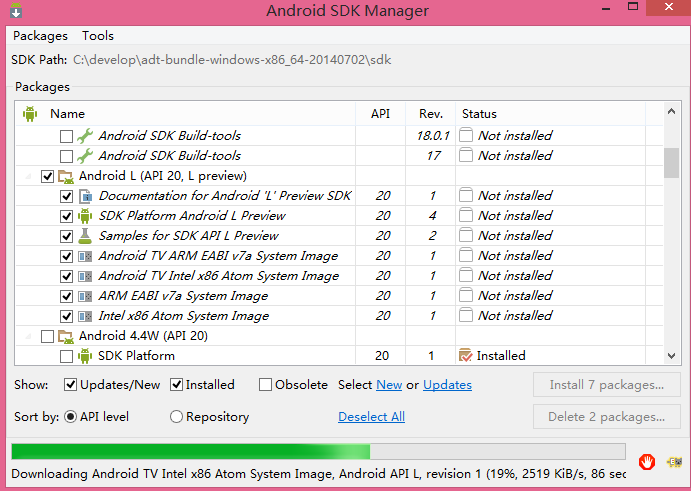 Android SDK Manager
Packages Tools
SDK Path: C:\develop\adt-bundle-windows-x86_64-20140702\sdk
Packages
Name API Rev. Status
Android SDK Build-tools 18.0.1 Not installed
Android SDK Build-tools 17 Not installed
Android L (API 20, L preview)
Documentation for Android 'L' Preview SDK 20 1 Not installed
SDK Platform Android L Preview 20 4 Not installed
Samples for SDK API L Preview 20 2 Not installed
Android TV ARM EABI v7a System Image 20 1 Not installed
Android TV Intel x86 Atom System Image 20 1 Not installed
ARM EABI v7a System Image 20 1 Not installed
Intel x86 Atom System Image 20 1 Not installed
Android 4.4W (API 20)
SDK Platform 20 1 Installed
Show: Updates/New Installed Obsolete Select New or Updates Install 7 packages...
Sort by: API level Repository Deselect All Delete 2 packages...
Downloading Android TV Intel x86 Atom System Image, Android API L, revision 1 (19%, 2519 KiB/s, 86 sec